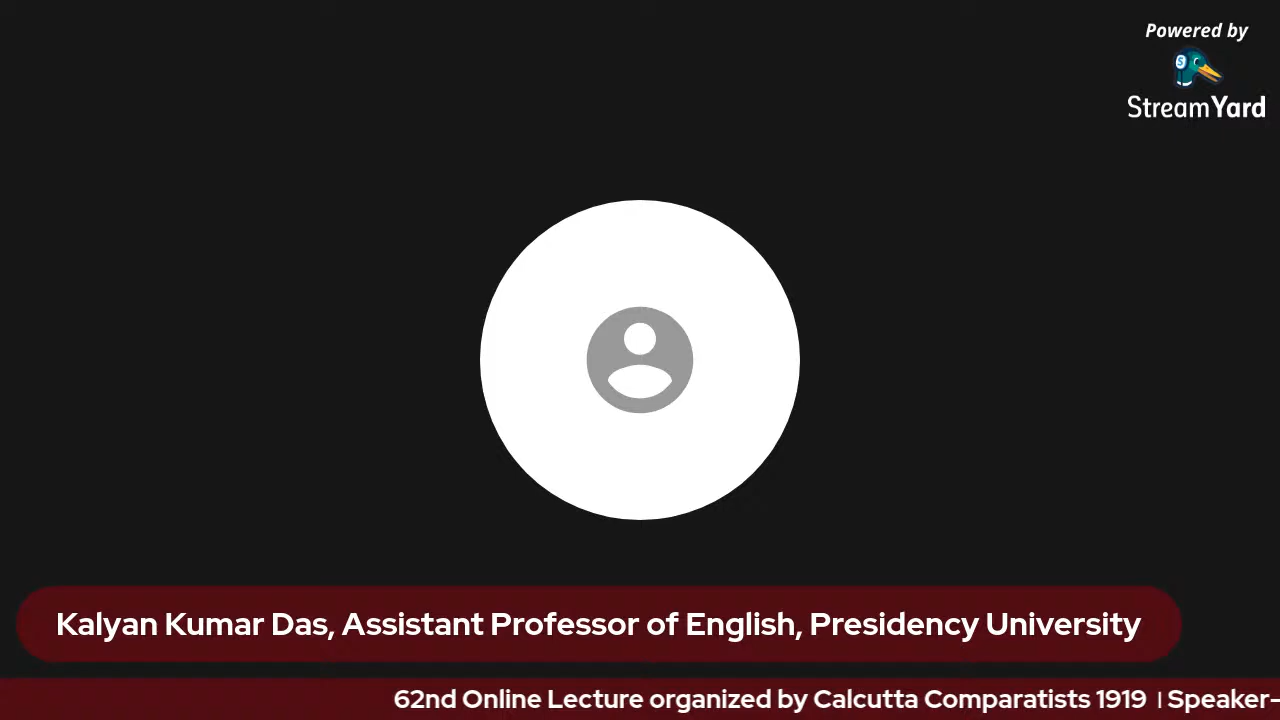 Powered by
S
StreamYard
Kalyan Kumar Das, Assistant Professor of English, Presidency University
62nd Online Lecture organized by Calcutta Comparatists 1919 | Speaker-